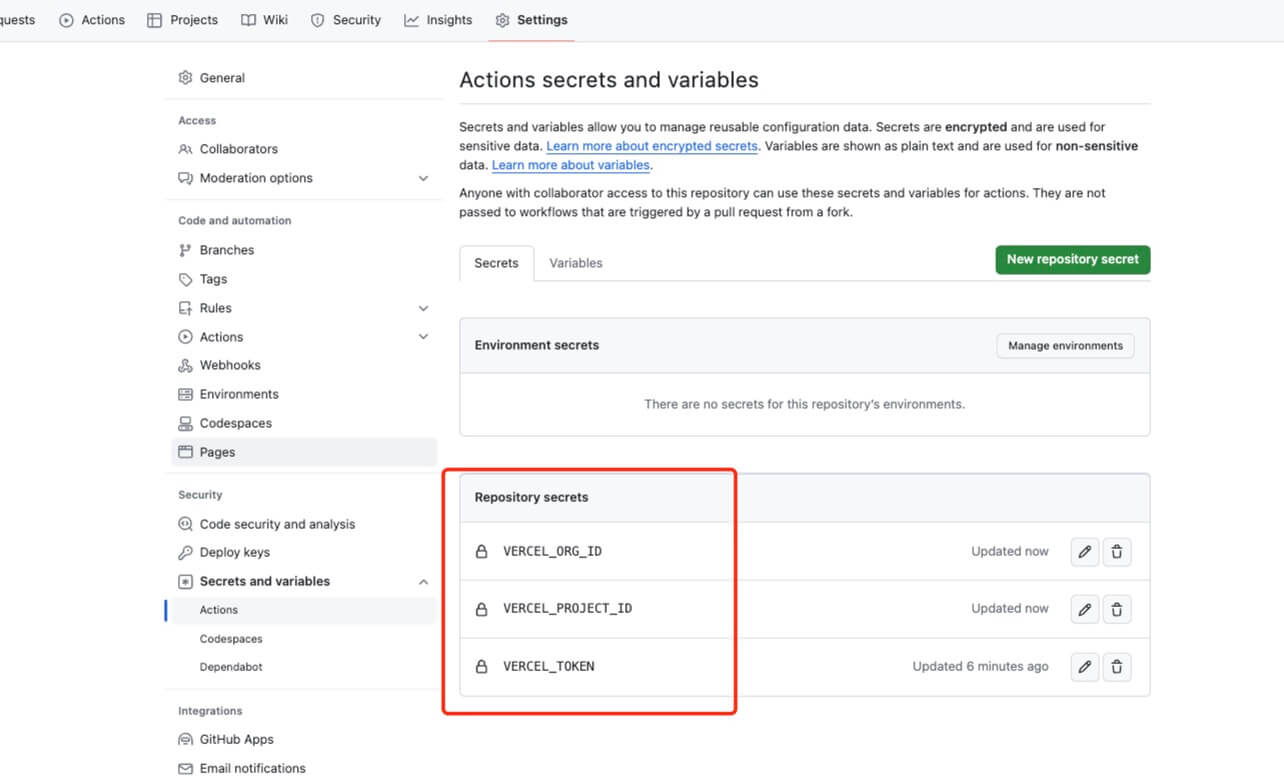 quests Actions Projects Wiki Security Insights Settings
General
Access
Collaborators
Moderation options
Code and automation
Branches
Tags
Rules
Actions
Webhooks
Environments
Codespaces
Pages
Security
Code security and analysis
Deploy keys
Secrets and variables
Actions
Codespaces
Dependabot
Integrations
GitHub Apps
Email notifications
Actions secrets and variables
Secrets and variables allow you to manage reusable configuration data. Secrets are encrypted and are used for
sensitive data. Learn more about encrypted secrets. Variables are shown as plain text and are used for non-sensitive
data. Learn more about variables.
Anyone with collaborator access to this repository can use these secrets and variables for actions. They are not
passed to workflows that are triggered by a pull request from a fork.
Secrets Variables New repository secret
Environment secrets Manage environments
There are no secrets for this repository's environments.
Repository secrets
VERCEL_ORG_ID Updated now
VERCEL_PROJECT_ID Updated now
VERCEL_TOKEN Updated 6 minutes ago